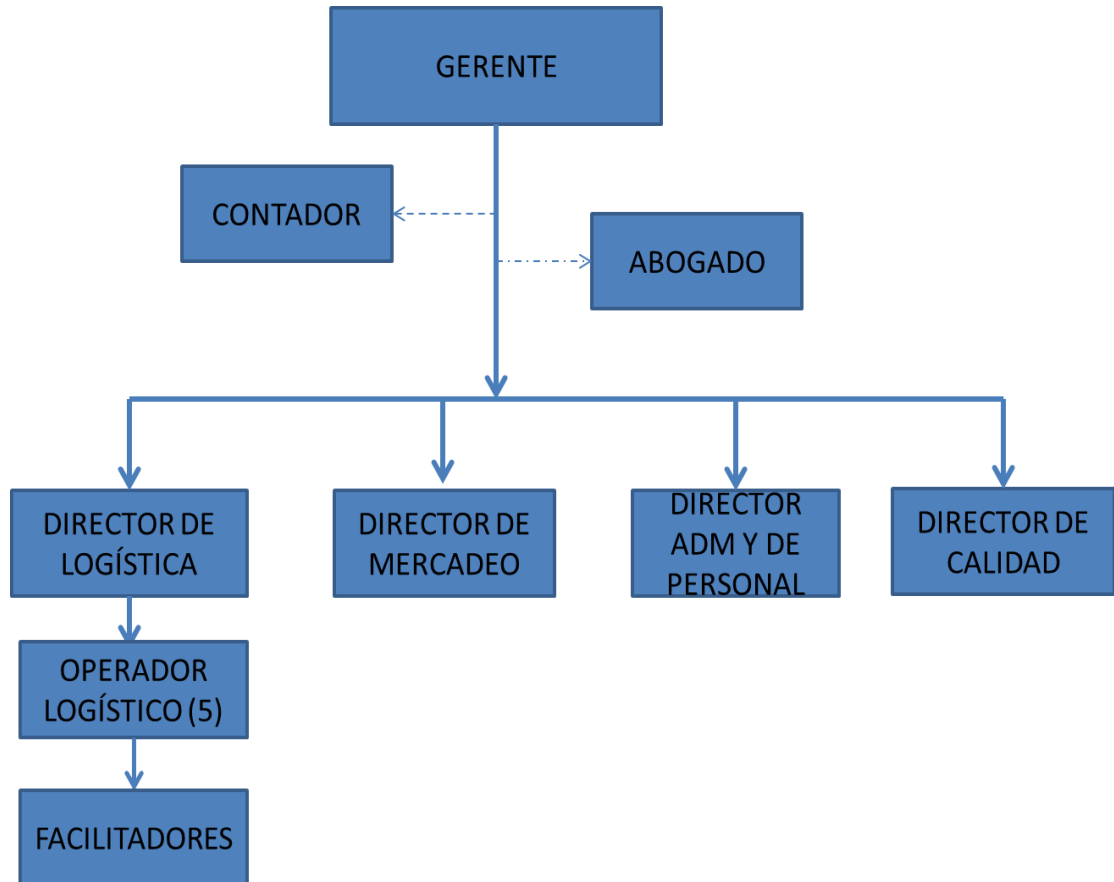 GERENTE
CONTADOR
ABOGADO
DIRECTOR DE
LOGÍSTICA
DIRECTOR DE
MERCADEO
DIRECTOR
ADM Y DE
PERSONAL
DIRECTOR DE
CALIDAD
OPERADOR
LOGÍSTICO (5)
FACILITADORES